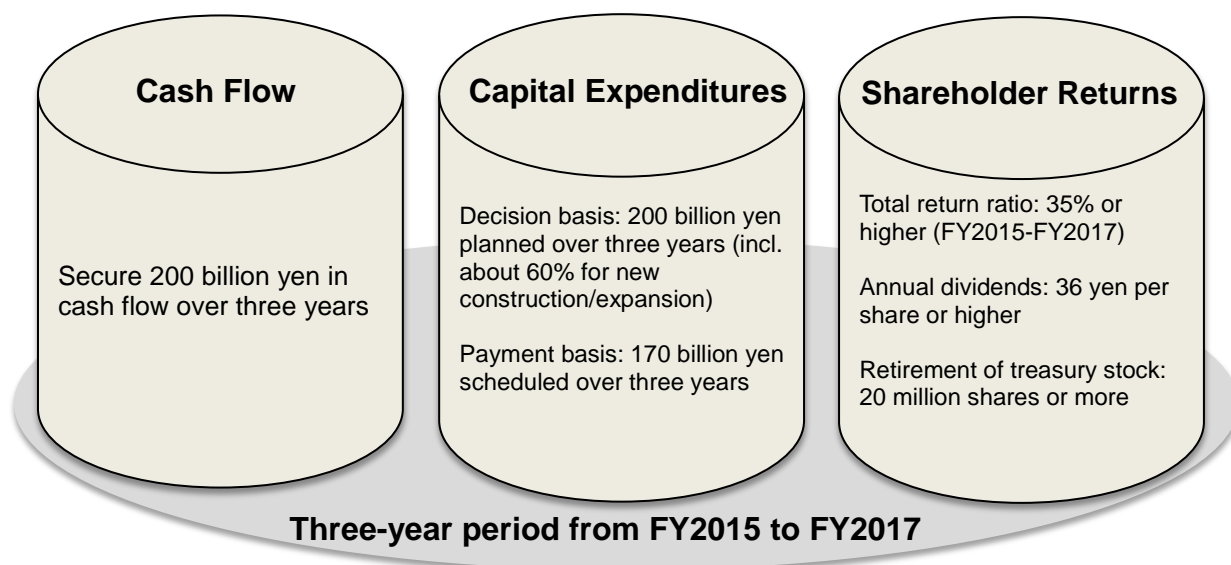 Cash Flow
Secure 200 billion yen in
cash flow over three years
Capital Expenditures
Decision basis: 200 billion yen
planned over three years (incl.
about 60% for new
construction/expansion)
Payment basis: 170 billion yen
scheduled over three years
Shareholder Returns
Total return ratio: 35% or
higher (FY2015-FY2017)
Annual dividends: 36 yen per
share or higher
Retirement of treasury stock:
20 million shares or more
Three-year period from FY2015 to FY2017